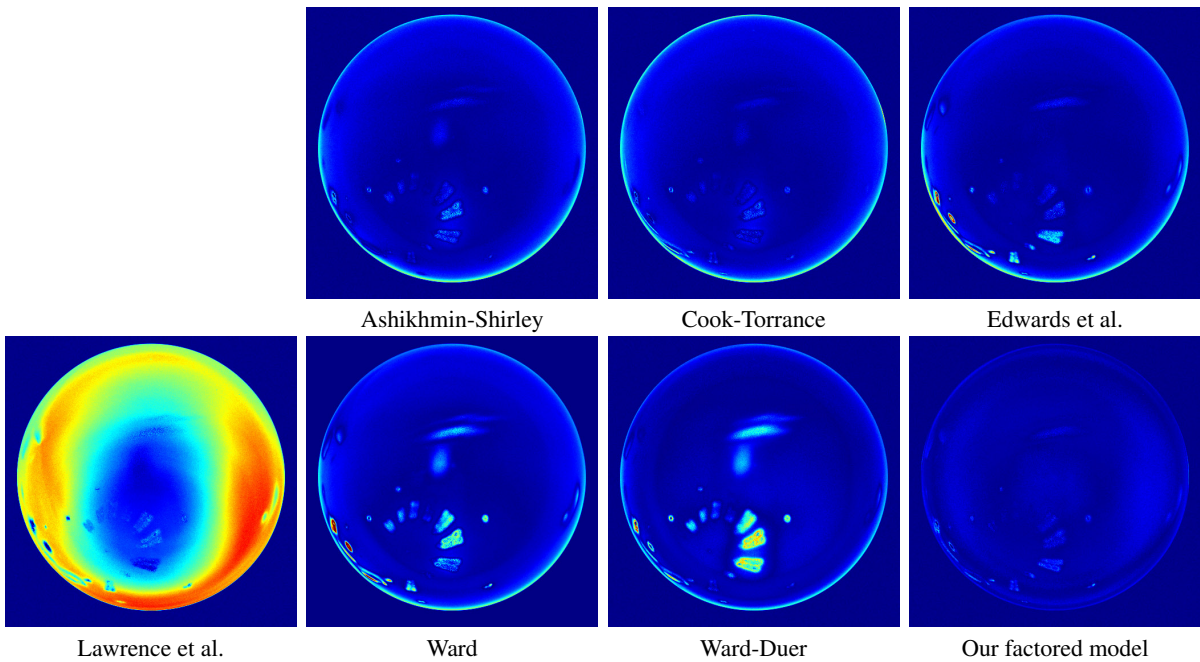 Ashikhmin-Shirley
Cook-Torrance
Edwards et al.
Lawrence et al.
Ward
Ward-Duer
Our factored model